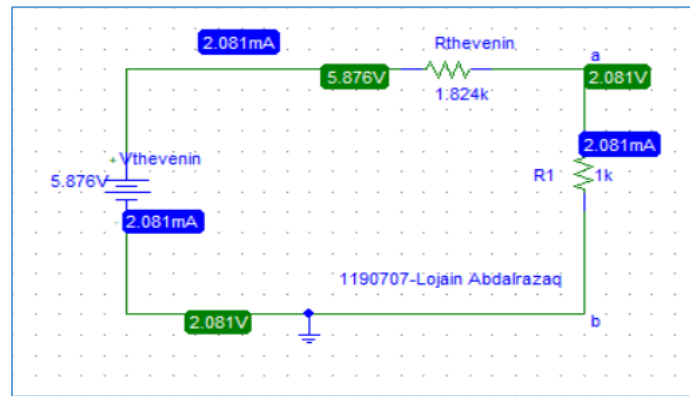 2.081mA
Rthevenin
a
5.876V
2.081V
1.824k
2.081mA
+ Vthevenin
5.876V
R1
1k
2.081mA
1190707-Lojain Abdalrazaq
2.081V
b